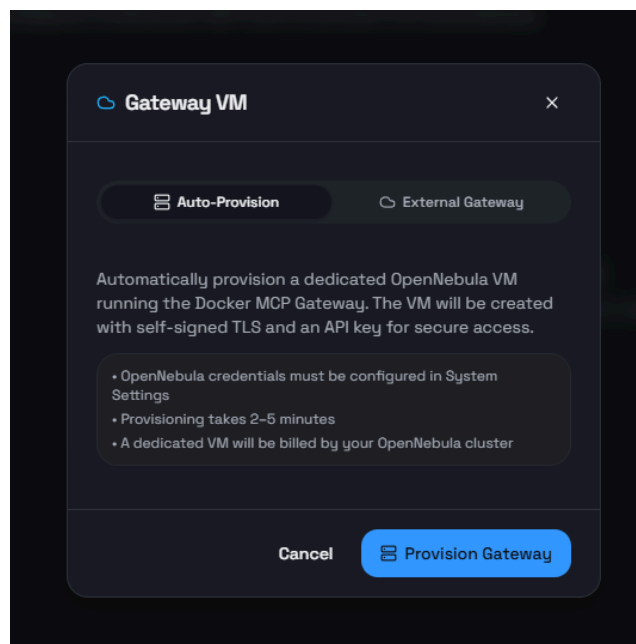 Gateway VM
Auto-Provision
External Gateway
Automatically provision a dedicated OpenNebula VM
running the Docker MCP Gateway. The VM will be created
with self-signed TLS and an API key for secure access.
• OpenNebula credentials must be configured in System
Settings
• Provisioning takes 2–5 minutes
• A dedicated VM will be billed by your OpenNebula cluster
Cancel
Provision Gateway